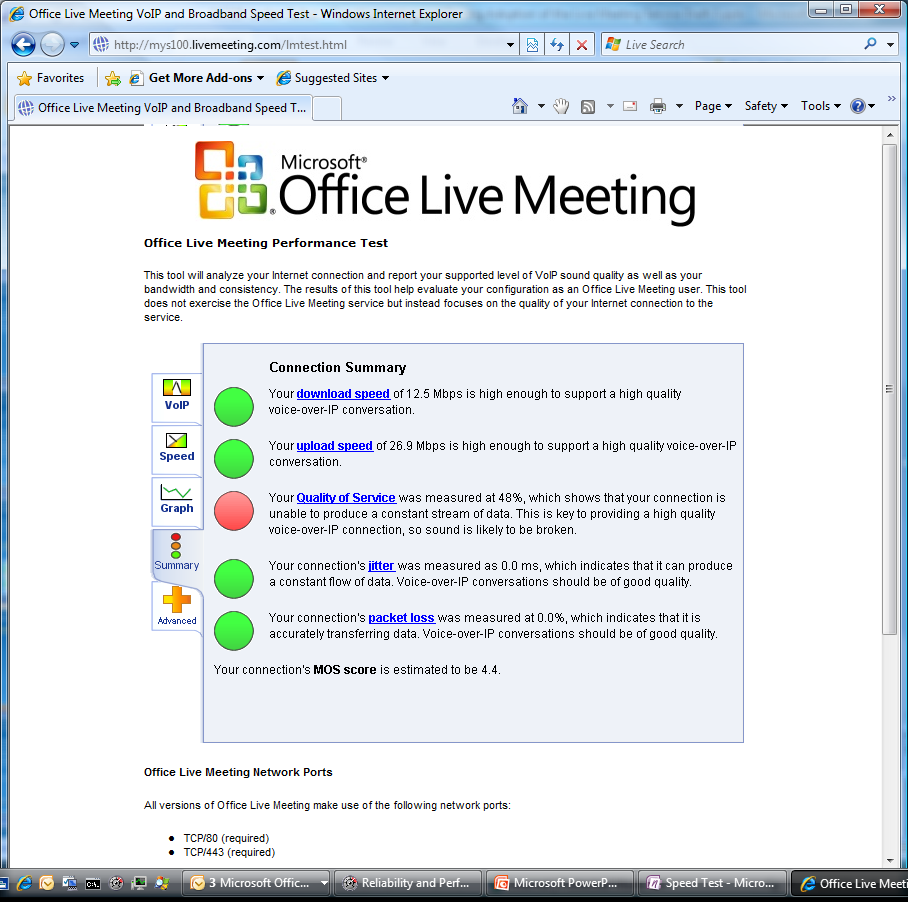 Office Live Meeting VoIP and Broadband Speed Test - Windows Internet Explorer
http://mys100.livemeeting.com/lmtest.html
Live Search
Favorites Get More Add-ons Suggested Sites
Office Live Meeting VoIP and Broadband Speed T...
Page Safety Tools
Microsoft®
Office Live Meeting
Office Live Meeting Performance Test
This tool will analyze your Internet connection and report your supported level of VoIP sound quality as well as your
bandwidth and consistency. The results of this tool help evaluate your configuration as an Office Live Meeting user. This tool
does not exercise the Office Live Meeting service but instead focuses on the quality of your Internet connection to the
service.
VoIP
Speed
Graph
Summary
Advanced
Connection Summary
Your download speed of 12.5 Mbps is high enough to support a high quality
voice-over-IP conversation.
Your upload speed of 26.9 Mbps is high enough to support a high quality voice-over-IP
conversation.
Your Quality of Service was measured at 48%, which shows that your connection is
unable to produce a constant stream of data. This is key to providing a high quality
voice-over-IP connection, so sound is likely to be broken.
Your connection's jitter was measured as 0.0 ms, which indicates that it can produce
a constant flow of data. Voice-over-IP conversations should be of good quality.
Your connection's packet loss was measured at 0.0%, which indicates that it is
accurately transferring data. Voice-over-IP conversations should be of good quality.
Your connection's MOS score is estimated to be 4.4.
Office Live Meeting Network Ports
All versions of Office Live Meeting make use of the following network ports:
• TCP/80 (required)
• TCP/443 (required)
3 Microsoft Offic... Reliability and Perf... Microsoft PowerP... Speed Test - Micro... Office Live Meeti